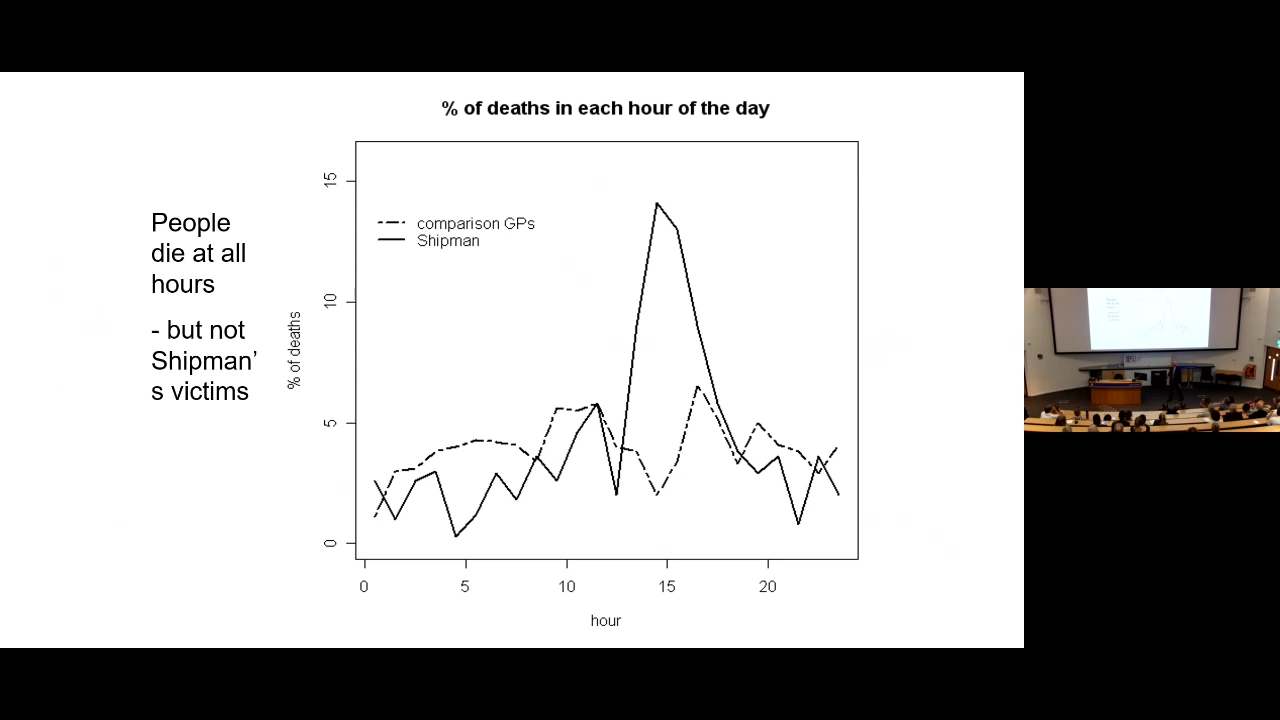 % of deaths in each hour of the day
People
die at all
hours
- but not
Shipman’
s victims
comparison GPs
Shipman
% of deaths
15
10
5
0
0 5 10 15 20
hour